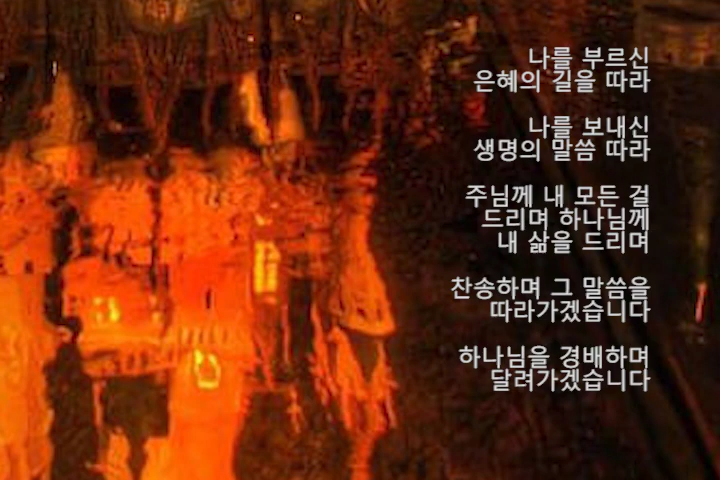 나를 부르신
은혜의 길을 따라
나를 보내신
생명의 말씀 따라
주님께 내 모든 걸
드리며 하나님께
내 삶을 드리며
찬송하며 그 말씀을
따라가겠습니다
하나님을 경배하며
달려가겠습니다